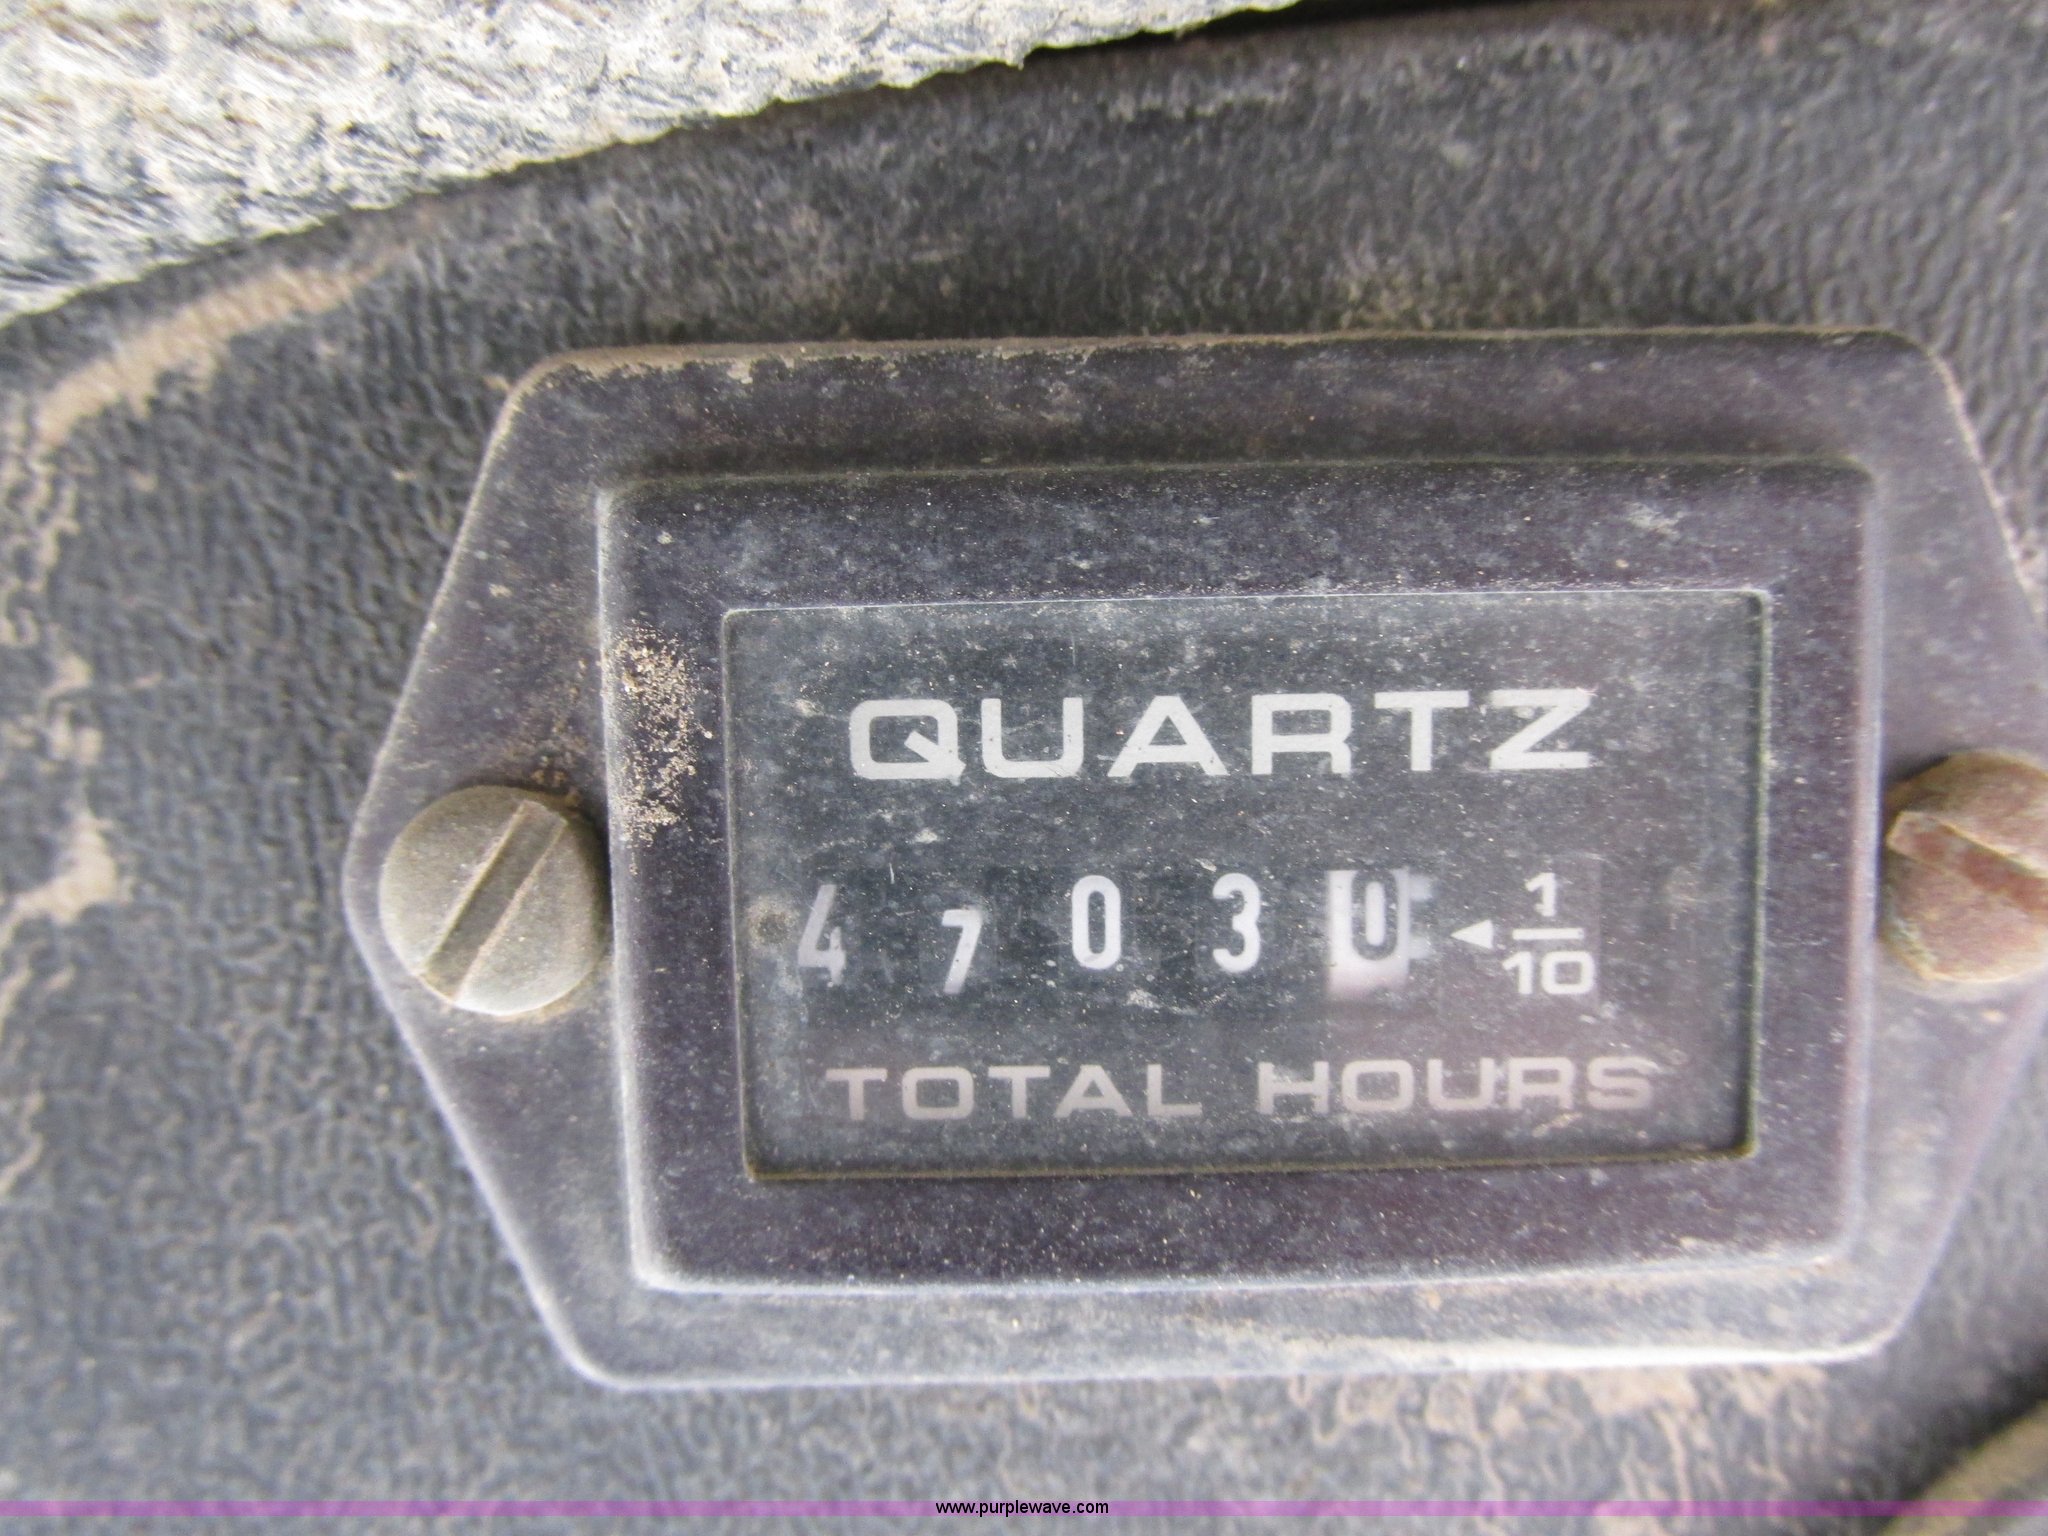 QUARTZ
4 7 0 3 0 ◄ 1/10
TOTAL HOURS
www.purplewave.com